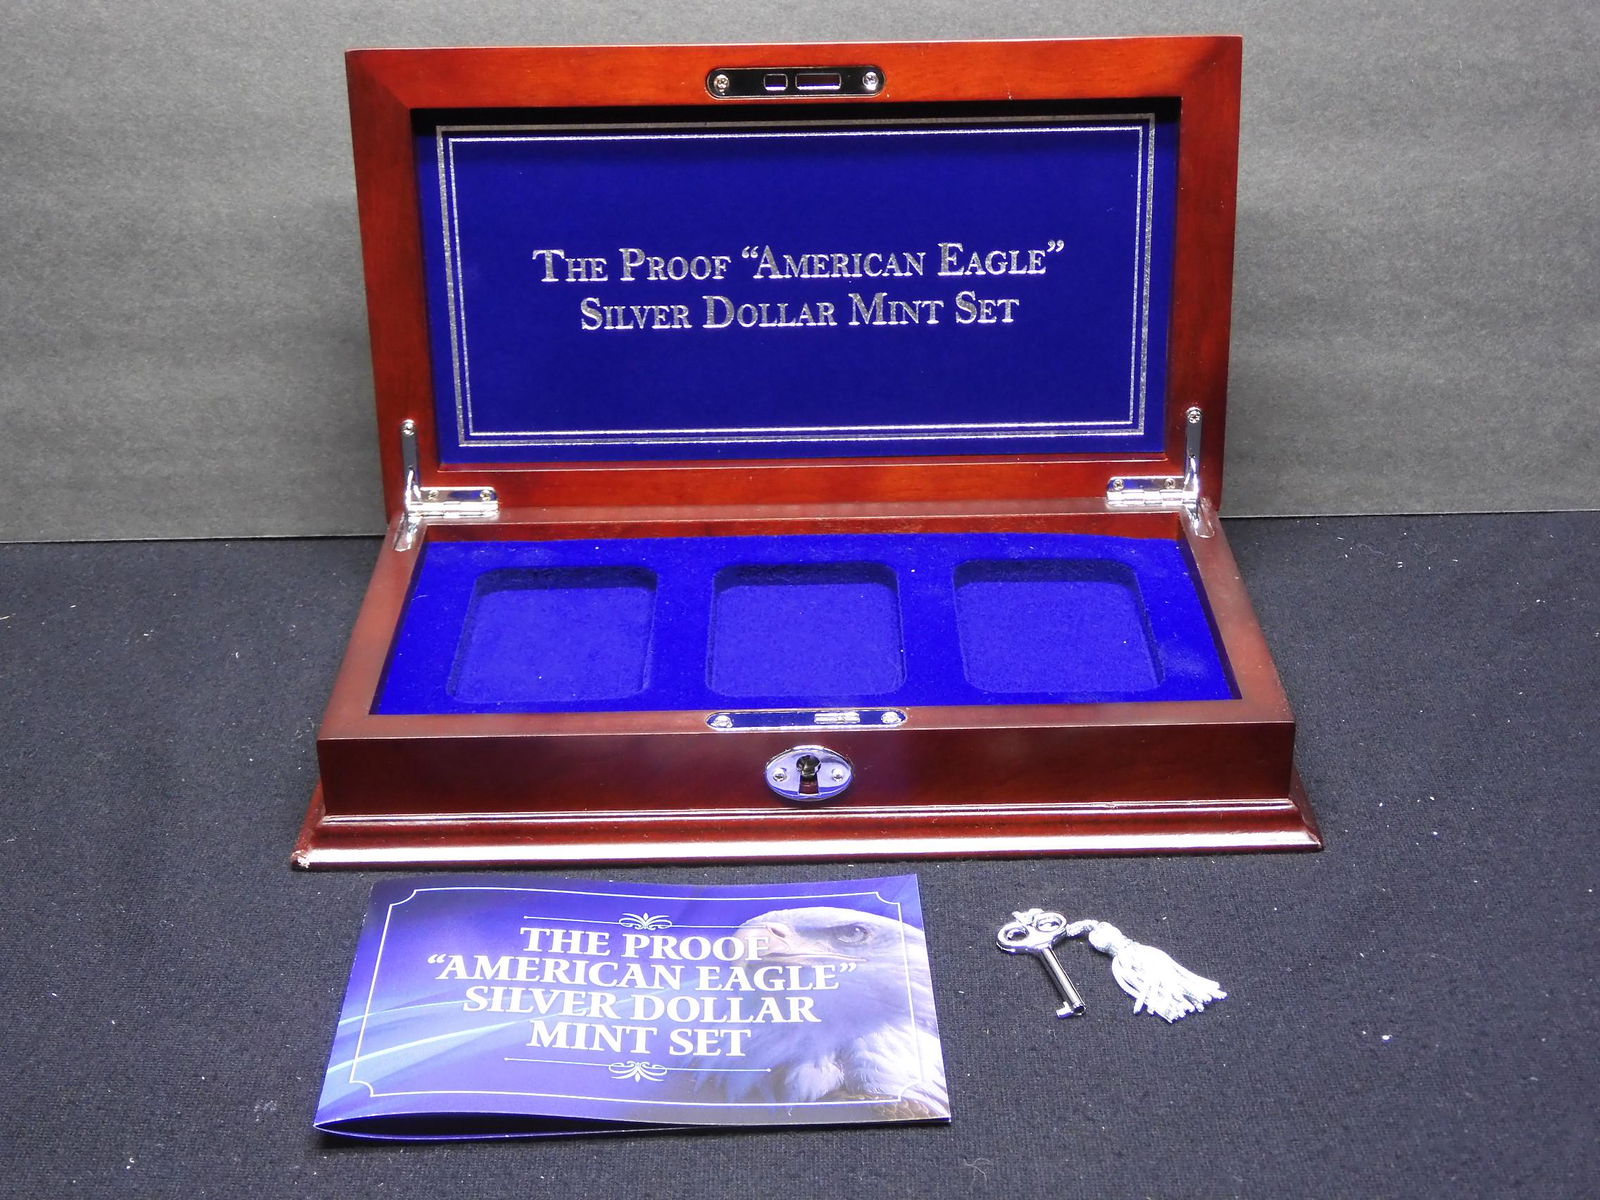 THE PROOF “AMERICAN EAGLE”
SILVER DOLLAR MINT SET
THE PROOF
“AMERICAN EAGLE”
SILVER DOLLAR
MINT SET